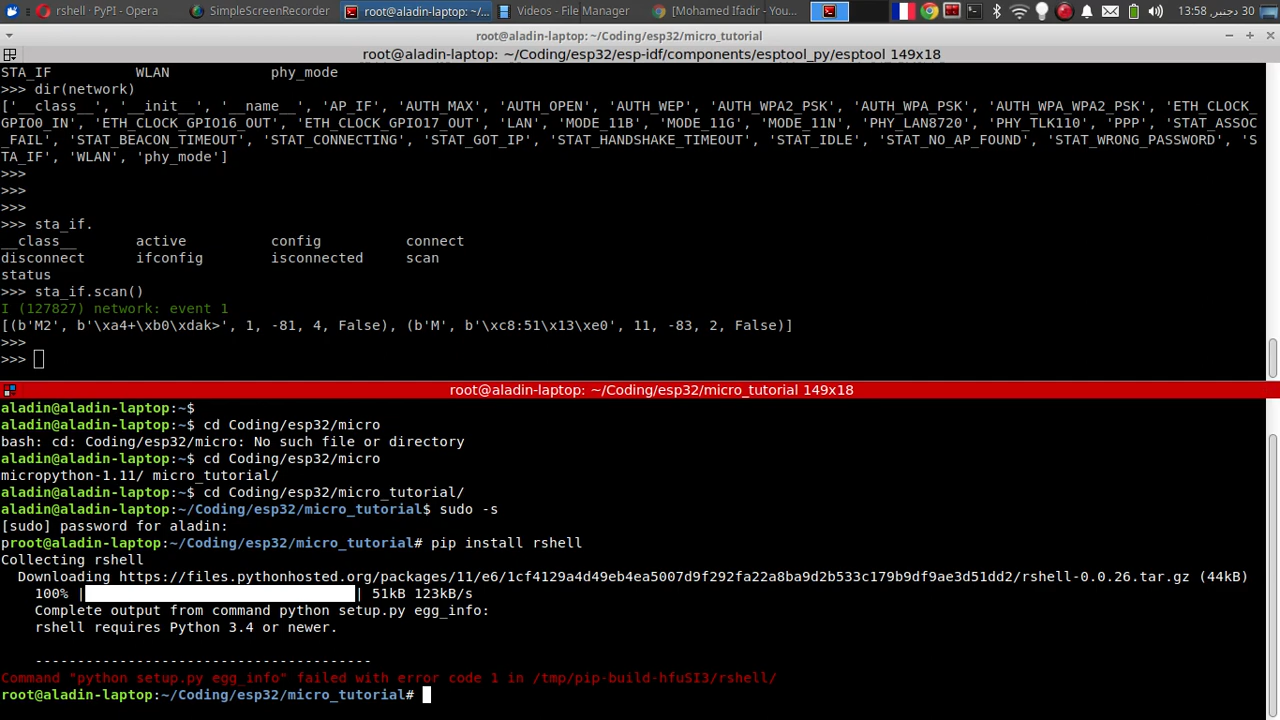 rshell · PyPI - Opera
SimpleScreenRecorder
root@aladin-laptop: ~/...
Videos - File Manager
[Mohamed Ifadir - You...
30 دجنبر, 13:58
root@aladin-laptop: ~/Coding/esp32/micro_tutorial
root@aladin-laptop: ~/Coding/esp32/esp-idf/components/esptool_py/esptool 149x18
STA_IF WLAN phy_mode
>>> dir(network)
['__class__', '__init__', '__name__', 'AP_IF', 'AUTH_MAX', 'AUTH_OPEN', 'AUTH_WEP', 'AUTH_WPA2_PSK', 'AUTH_WPA_PSK', 'AUTH_WPA_WPA2_PSK', 'ETH_CLOCK_
GPIO0_IN', 'ETH_CLOCK_GPIO16_OUT', 'ETH_CLOCK_GPIO17_OUT', 'LAN', 'MODE_11B', 'MODE_11G', 'MODE_11N', 'PHY_LAN8720', 'PHY_TLK110', 'PPP', 'STAT_ASSOC
_FAIL', 'STAT_BEACON_TIMEOUT', 'STAT_CONNECTING', 'STAT_GOT_IP', 'STAT_HANDSHAKE_TIMEOUT', 'STAT_IDLE', 'STAT_NO_AP_FOUND', 'STAT_WRONG_PASSWORD', 'S
TA_IF', 'WLAN', 'phy_mode']
>>>
>>>
>>>
>>> sta_if.
__class__ active config connect
disconnect ifconfig isconnected scan
status
>>> sta_if.scan()
I (127827) network: event 1
[(b'M2', b'\xa4+\xb0\xdak>', 1, -81, 4, False), (b'M', b'\xc8:51\x13\xe0', 11, -83, 2, False)]
>>>
>>>
root@aladin-laptop: ~/Coding/esp32/micro_tutorial 149x18
aladin@aladin-laptop:~$
aladin@aladin-laptop:~$ cd Coding/esp32/micro
bash: cd: Coding/esp32/micro: No such file or directory
aladin@aladin-laptop:~$ cd Coding/esp32/micro
micropython-1.11/ micro_tutorial/
aladin@aladin-laptop:~$ cd Coding/esp32/micro_tutorial/
aladin@aladin-laptop:~/Coding/esp32/micro_tutorial$ sudo -s
[sudo] password for aladin:
proot@aladin-laptop:~/Coding/esp32/micro_tutorial# pip install rshell
Collecting rshell
Downloading https://files.pythonhosted.org/packages/11/e6/1cf4129a4d49eb4ea5007d9f292fa22a8ba9d2b533c179b9df9ae3d51dd2/rshell-0.0.26.tar.gz (44kB)
100% | | 51kB 123kB/s
Complete output from command python setup.py egg_info:
rshell requires Python 3.4 or newer.
----------------------------------------
Command "python setup.py egg_info" failed with error code 1 in /tmp/pip-build-hfuSI3/rshell/
root@aladin-laptop:~/Coding/esp32/micro_tutorial#